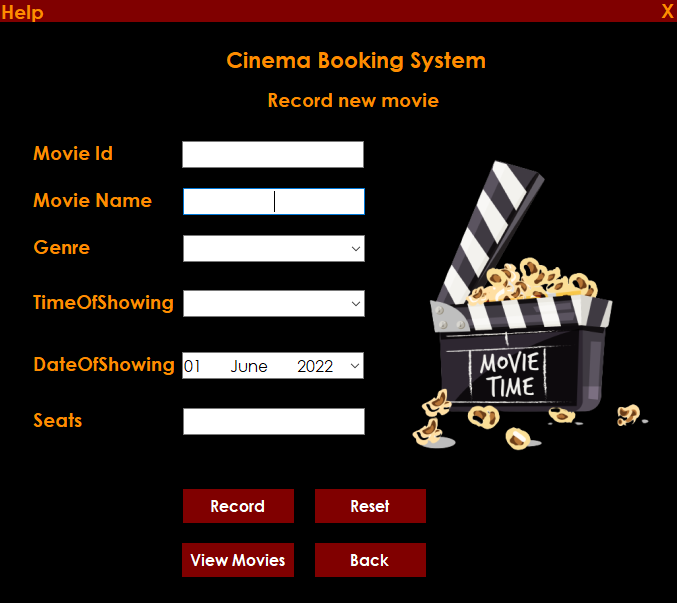 Help X
Cinema Booking System
Record new movie
Movie Id
Movie Name
Genre
TimeOfShowing
DateOfShowing 01 June 2022
Seats
MOVIE
TIME
Record Reset
View Movies Back